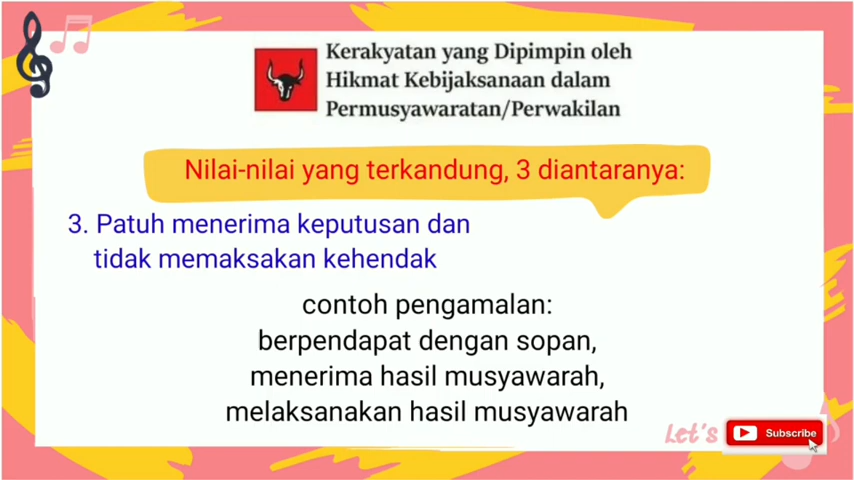 Kerakyatan yang Dipimpin oleh
Hikmat Kebijaksanaan dalam
Permusyawaratan/Perwakilan
Nilai-nilai yang terkandung, 3 diantaranya:
3. Patuh menerima keputusan dan
tidak memaksakan kehendak
contoh pengamalan:
berpendapat dengan sopan,
menerima hasil musyawarah,
melaksanakan hasil musyawarah
Let's Subscribe